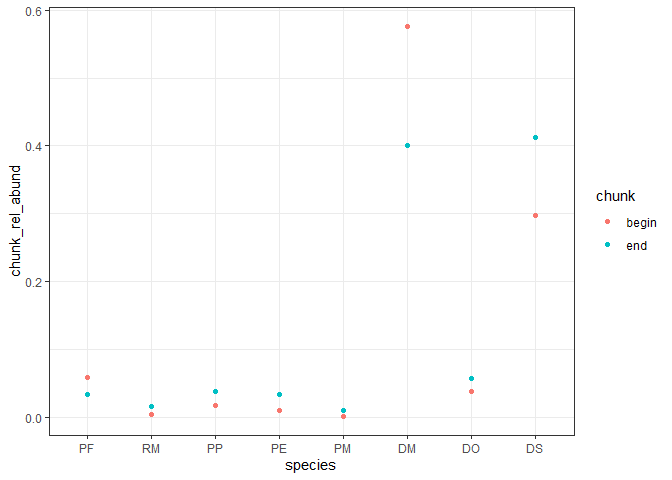 0.6
0.4
0.2
0.0
chunk_rel_abund
PF RM PP PE PM DM DO DS
species
chunk
begin
end